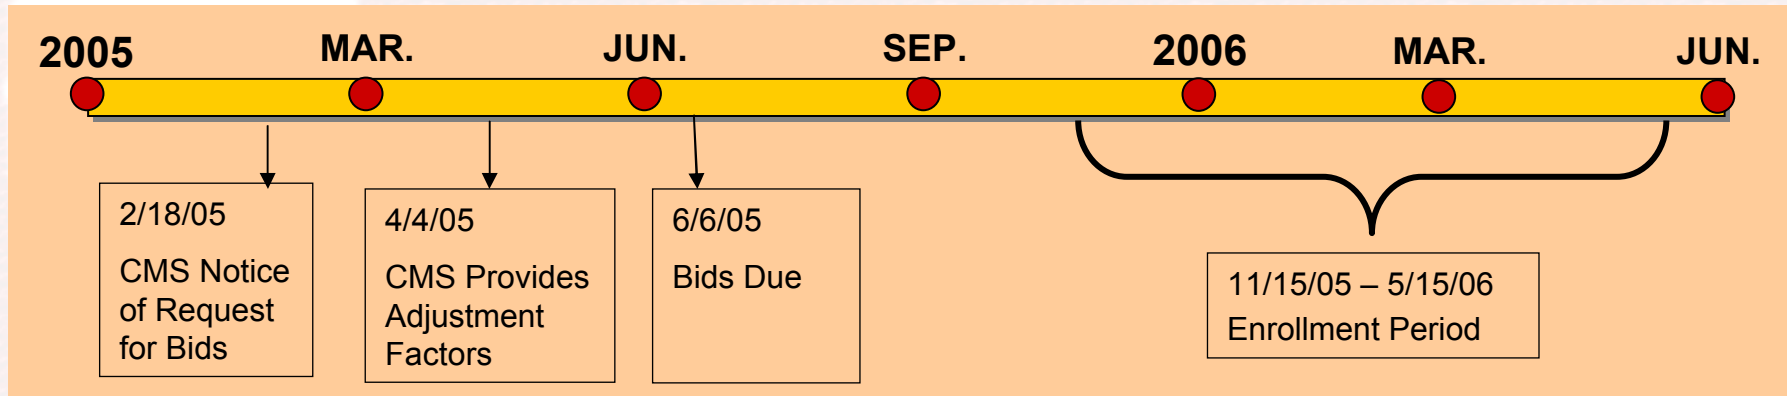 2005 MAR. JUN. SEP. 2006 MAR. JUN.
2/18/05
CMS Notice
of Request
for Bids
4/4/05
CMS Provides
Adjustment
Factors
6/6/05
Bids Due
11/15/05 – 5/15/06
Enrollment Period